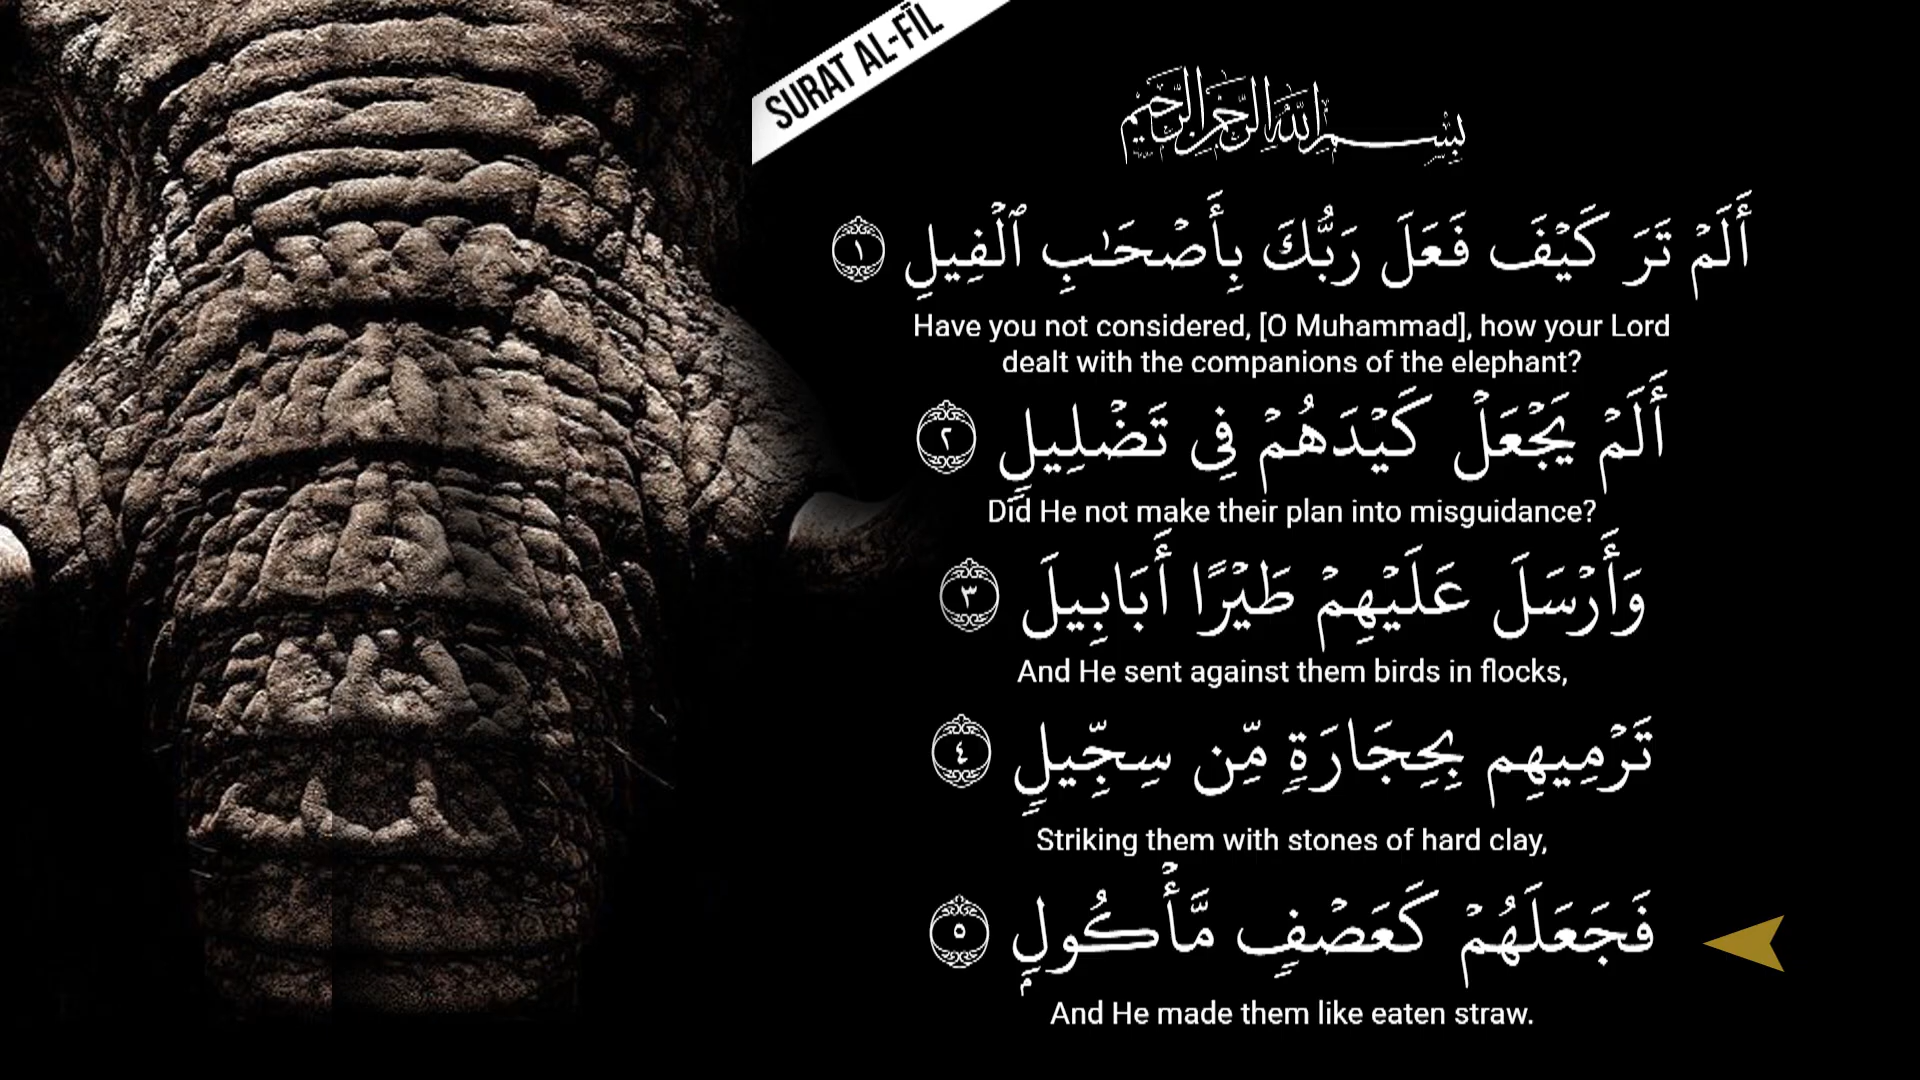 SURAT AL-FĪL
بِسْمِ اللَّهِ الرَّحْمَٰنِ الرَّحِيمِ
أَلَمْ تَرَ كَيْفَ فَعَلَ رَبُّكَ بِأَصْحَـٰبِ ٱلْفِيلِ ١
Have you not considered, [O Muhammad], how your Lord
dealt with the companions of the elephant?
أَلَمْ يَجْعَلْ كَيْدَهُمْ فِى تَضْلِيلٍ ٢
Did He not make their plan into misguidance?
وَأَرْسَلَ عَلَيْهِمْ طَيْرًا أَبَابِيلَ ٣
And He sent against them birds in flocks,
تَرْمِيهِم بِحِجَارَةٍ مِّن سِجِّيلٍ ٤
Striking them with stones of hard clay,
فَجَعَلَهُمْ كَعَصْفٍ مَّأْكُولٍۭ ٥
And He made them like eaten straw.